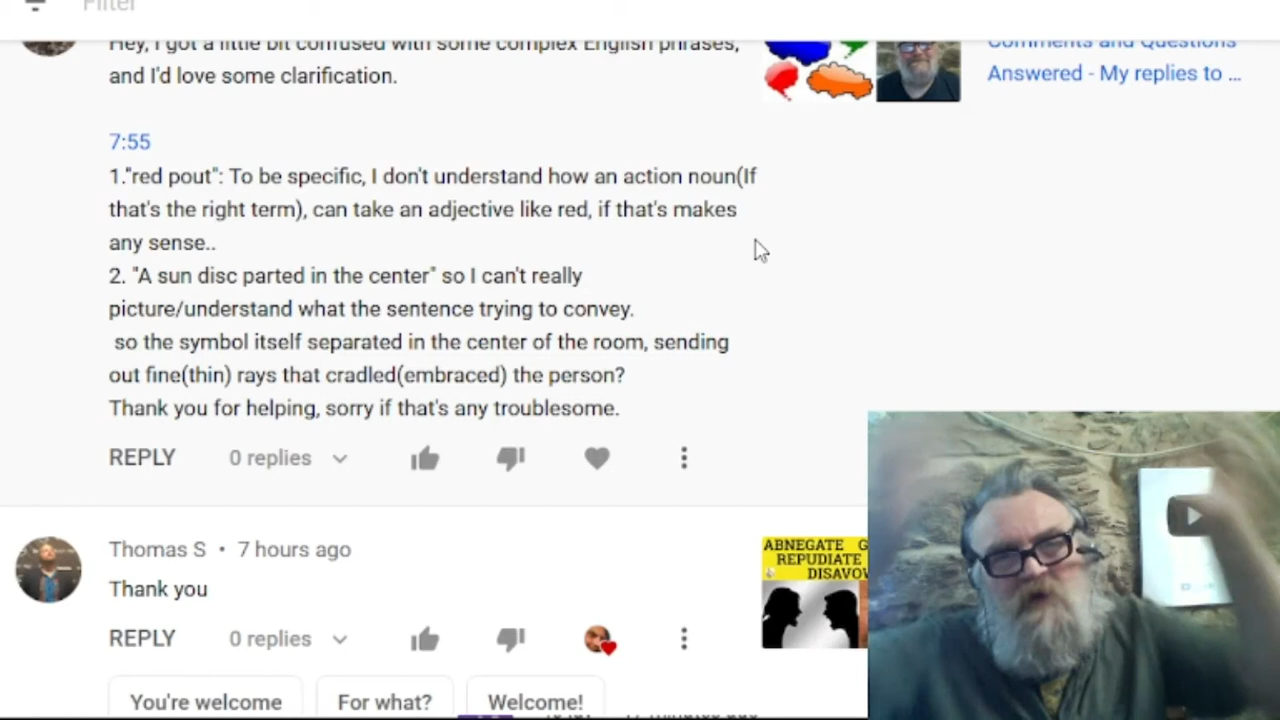 Filter
Hey, I got a little bit confused with some complex English phrases,
and I'd love some clarification.
Comments and Questions
Answered - My replies to ...
7:55
1."red pout": To be specific, I don't understand how an action noun(If
that's the right term), can take an adjective like red, if that's makes
any sense..
2. "A sun disc parted in the center" so I can't really
picture/understand what the sentence trying to convey.
so the symbol itself separated in the center of the room, sending
out fine(thin) rays that cradled(embraced) the person?
Thank you for helping, sorry if that's any troublesome.
REPLY 0 replies
Thomas S • 7 hours ago
Thank you
ABNEGATE G
REPUDIATE
DISAVOW
REPLY 0 replies
You're welcome For what? Welcome!